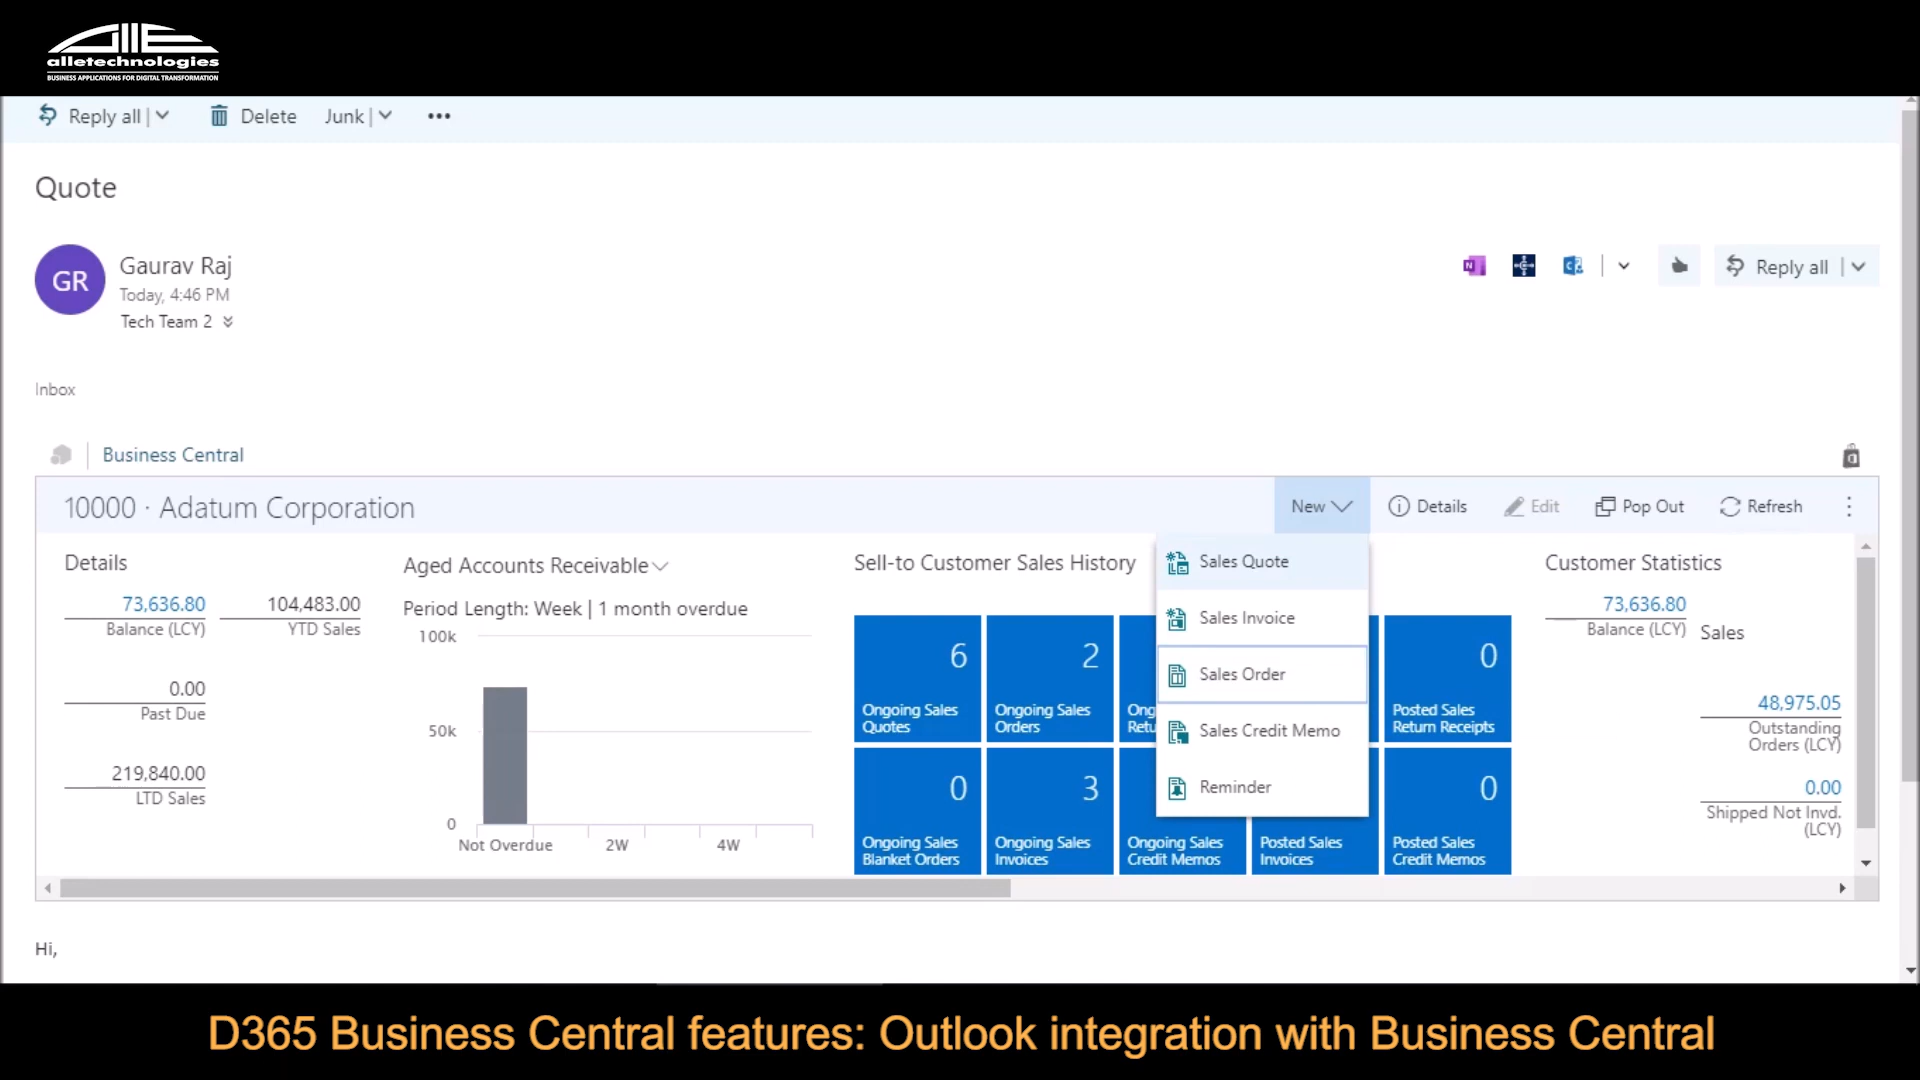 alletechnologies
BUSINESS APPLICATIONS FOR DIGITAL TRANSFORMATION
Reply all
Delete
Junk
Quote
GR
Gaurav Raj
Today, 4:46 PM
Tech Team 2
Reply all
Inbox
Business Central
10000 · Adatum Corporation
New
Details
Edit
Pop Out
Refresh
Details
73,636.80
Balance (LCY)
104,483.00
YTD Sales
0.00
Past Due
219,840.00
LTD Sales
Aged Accounts Receivable
Period Length: Week | 1 month overdue
100k
50k
0
Not Overdue
2W
4W
Sell-to Customer Sales History
6
Ongoing Sales
Quotes
2
Ongoing Sales
Orders
Ong
Retu
0
Posted Sales
Return Receipts
0
Ongoing Sales
Blanket Orders
3
Ongoing Sales
Invoices
Ongoing Sales
Credit Memos
Posted Sales
Invoices
0
Posted Sales
Credit Memos
Sales Quote
Sales Invoice
Sales Order
Sales Credit Memo
Reminder
Customer Statistics
73,636.80
Balance (LCY)
Sales
48,975.05
Outstanding
Orders (LCY)
0.00
Shipped Not Invd.
(LCY)
Hi,
D365 Business Central features: Outlook integration with Business Central